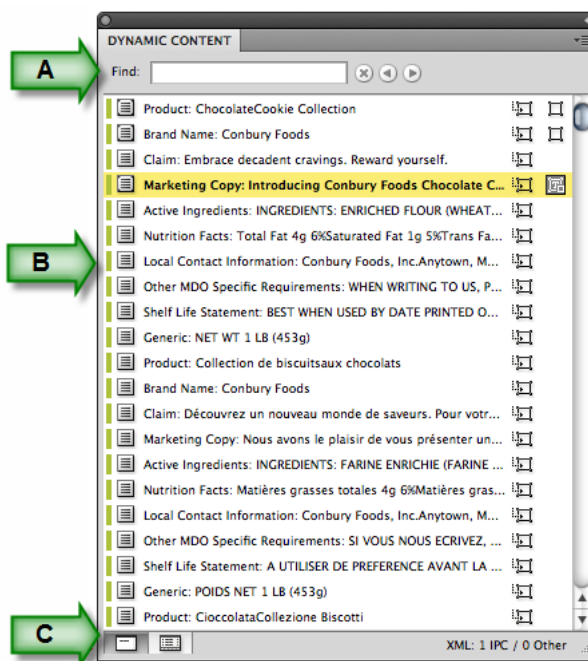 DYNAMIC CONTENT
A
Find:
Product: ChocolateCookie Collection
Brand Name: Conbury Foods
Claim: Embrace decadent cravings. Reward yourself.
Marketing Copy: Introducing Conbury Foods Chocolate C...
Active Ingredients: INGREDIENTS: ENRICHED FLOUR (WHEAT...
Nutrition Facts: Total Fat 4g 6%Saturated Fat 1g 5%Trans Fa...
B
Local Contact Information: Conbury Foods, Inc.Anytown, M...
Other MDO Specific Requirements: WHEN WRITING TO US, P...
Shelf Life Statement: BEST WHEN USED BY DATE PRINTED O...
Generic: NET WT 1 LB (453g)
Product: Collection de biscuitsaux chocolats
Brand Name: Conbury Foods
Claim: Découvrez un nouveau monde de saveurs. Pour votr...
Marketing Copy: Nous avons le plaisir de vous présenter un...
Active Ingredients: INGREDIENTS: FARINE ENRICHIE (FARINE ...
Nutrition Facts: Matières grasses totales 4g 6%Matières gras...
Local Contact Information: Conbury Foods, Inc.Anytown, M...
Other MDO Specific Requirements: SI VOUS NOUS ECRIVEZ, ...
Shelf Life Statement: A UTILISER DE PREFERENCE AVANT LA ...
Generic: POIDS NET 1 LB (453g)
Product: CioccolataCollezione Biscotti
C
XML: 1 IPC / 0 Other